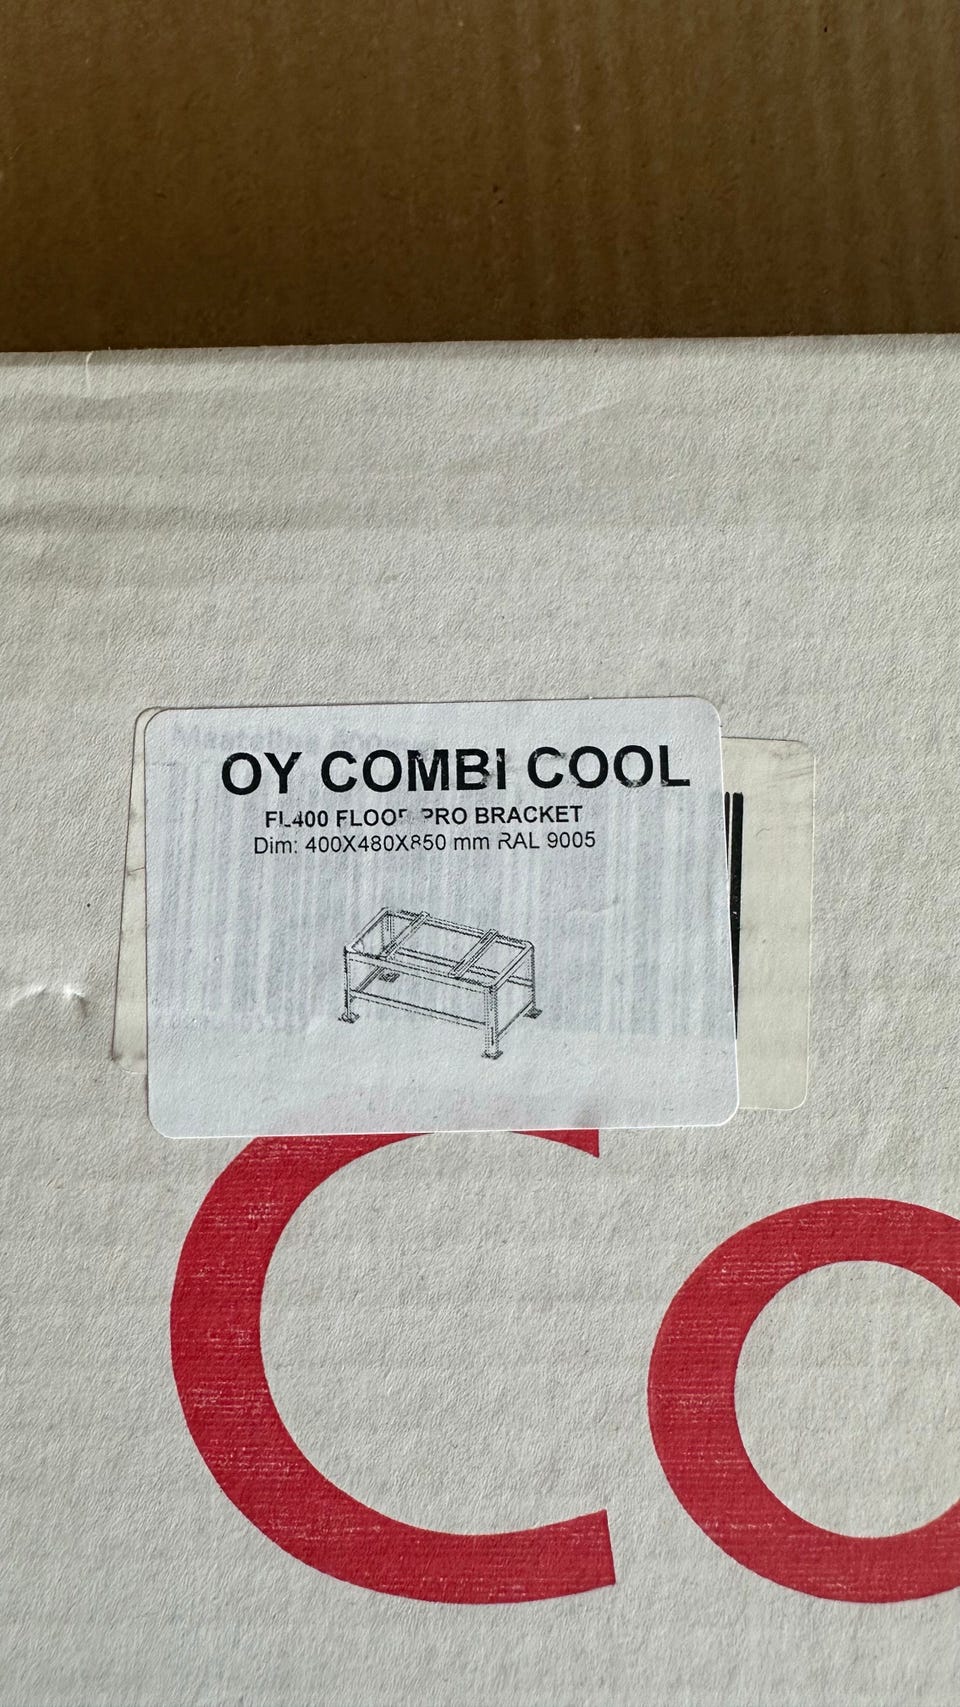 OY COMBI COOL
FL400 FLOOR PRO BRACKET
Dim: 400X480X850 mm RAL 9005
Co